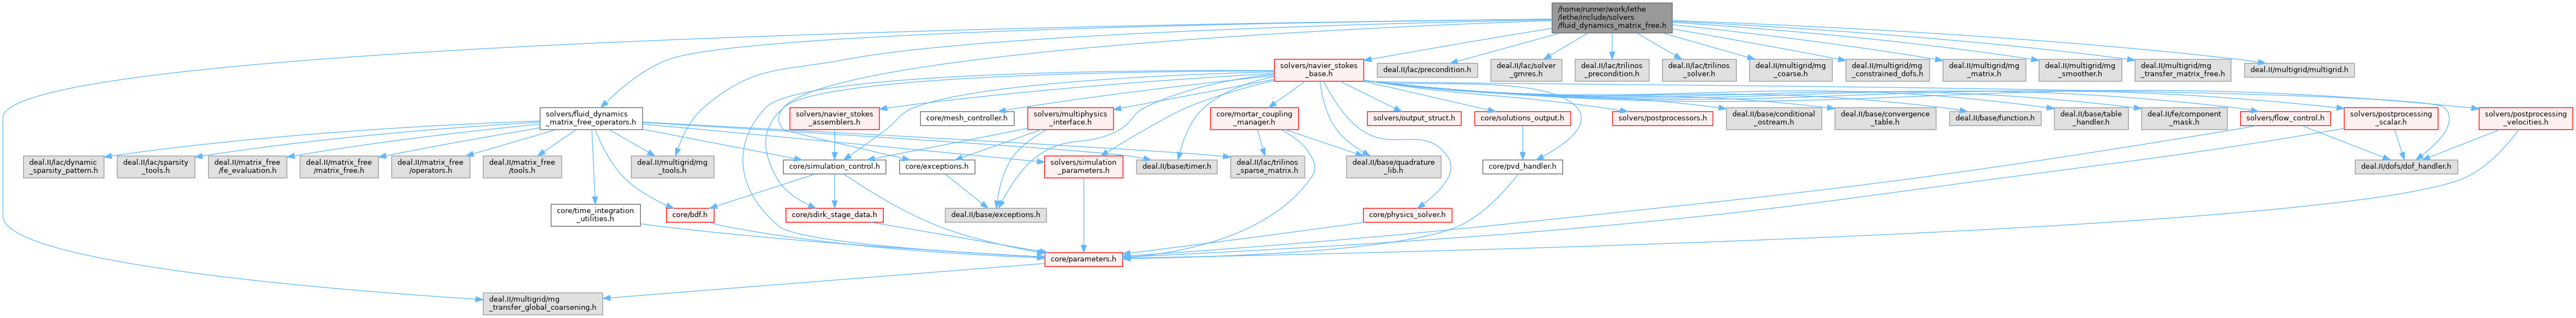 /home/runner/work/lethe
/lethe/include/solvers
/fluid_dynamics_matrix_free.h
solvers/navier_stokes
_base.h
deal.II/lac/precondition.h
deal.II/lac/solver
_gmres.h
deal.II/lac/trilinos
_precondition.h
deal.II/lac/trilinos
_solver.h
deal.II/multigrid/mg
_coarse.h
deal.II/multigrid/mg
_constrained_dofs.h
deal.II/multigrid/mg
_matrix.h
deal.II/multigrid/mg
_smoother.h
deal.II/multigrid/mg
_transfer_matrix_free.h
deal.II/multigrid/multigrid.h
solvers/fluid_dynamics
_matrix_free_operators.h
solvers/navier_stokes
_assemblers.h
core/mesh_controller.h
solvers/multiphysics
_interface.h
core/mortar_coupling
_manager.h
solvers/output_struct.h
core/solutions_output.h
solvers/postprocessors.h
deal.II/base/conditional
_ostream.h
deal.II/base/convergence
_table.h
deal.II/base/function.h
deal.II/base/table
_handler.h
deal.II/fe/component
_mask.h
solvers/flow_control.h
solvers/postprocessing
_scalar.h
solvers/postprocessing
_velocities.h
deal.II/lac/dynamic
_sparsity_pattern.h
deal.II/lac/sparsity
_tools.h
deal.II/matrix_free
/fe_evaluation.h
deal.II/matrix_free
/matrix_free.h
deal.II/matrix_free
/operators.h
deal.II/matrix_free
/tools.h
deal.II/multigrid/mg
_tools.h
core/simulation_control.h
core/exceptions.h
solvers/simulation
_parameters.h
deal.II/base/timer.h
deal.II/lac/trilinos
_sparse_matrix.h
deal.II/base/quadrature
_lib.h
core/pvd_handler.h
deal.II/dofs/dof_handler.h
core/time_integration
_utilities.h
core/bdf.h
core/sdirk_stage_data.h
deal.II/base/exceptions.h
core/physics_solver.h
core/parameters.h
deal.II/multigrid/mg
_transfer_global_coarsening.h